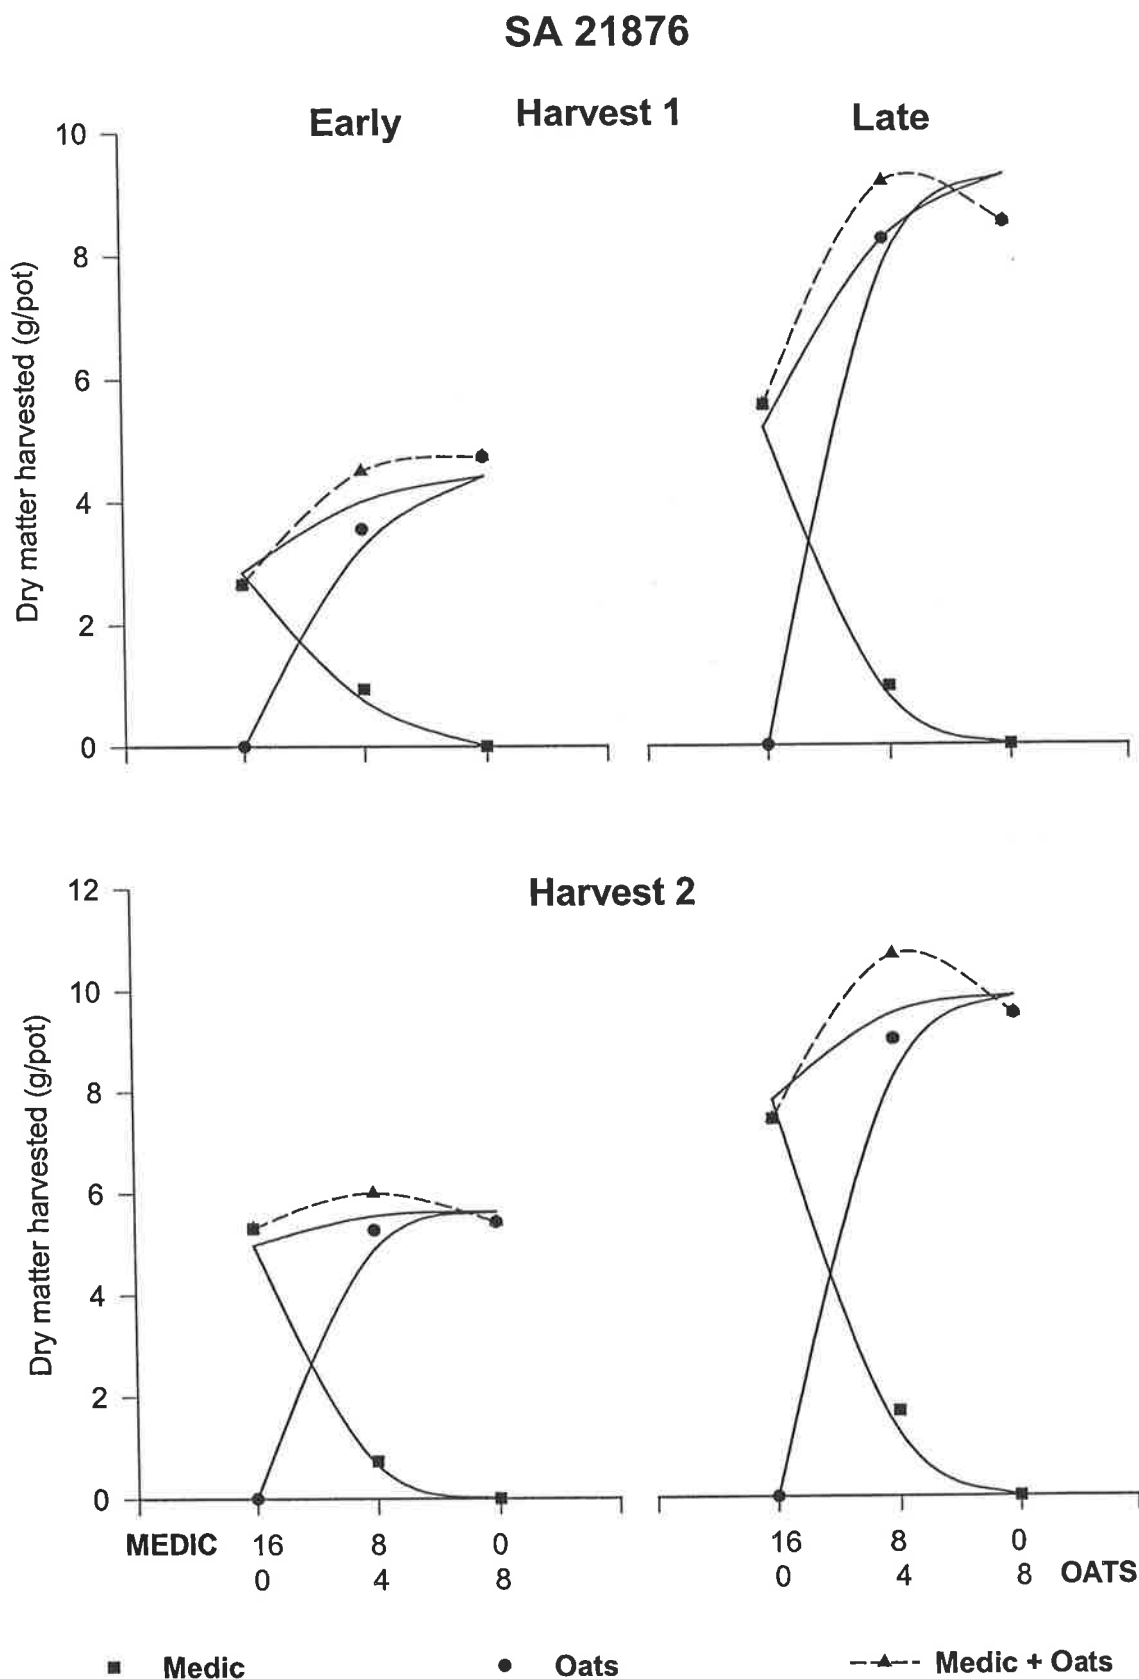 SA 21876
Harvest 1
Early
Late
10
8
6
4
2
0
Dry matter harvested (g/pot)
Harvest 2
12
10
8
6
4
2
0
Dry matter harvested (g/pot)
MEDIC 16 8 0 16 8 0
0 4 8 0 4 8 OATS
Medic Oats Medic + Oats